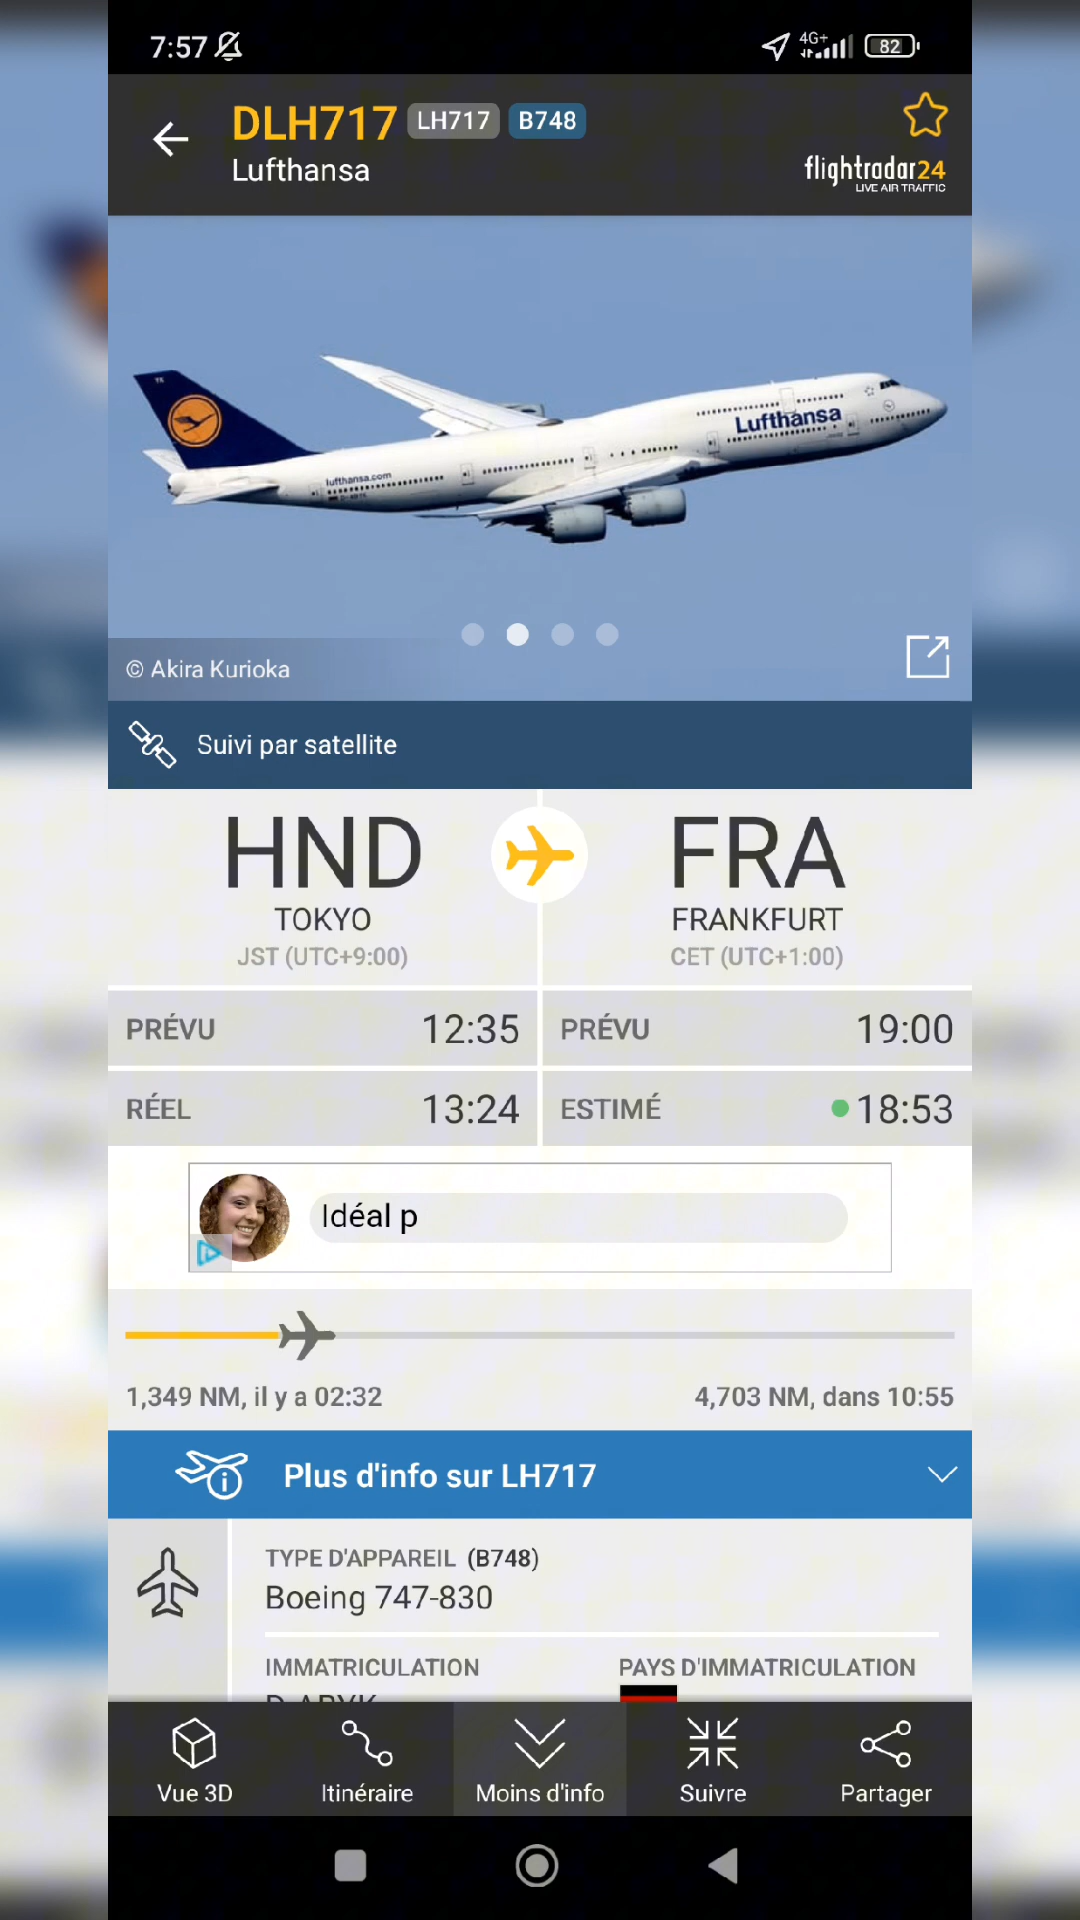 7:57
4G+
82
DLH717 LH717 B748
Lufthansa
flightradar24
LIVE AIR TRAFFIC
Lufthansa
lufthansa.com
© Akira Kurioka
Suivi par satellite
HND
TOKYO
JST (UTC+9:00)
FRA
FRANKFURT
CET (UTC+1:00)
PRÉVU 12:35
PRÉVU 19:00
RÉEL 13:24
ESTIMÉ 18:53
Idéal p
1,349 NM, il y a 02:32
4,703 NM, dans 10:55
Plus d'info sur LH717
TYPE D'APPAREIL (B748)
Boeing 747-830
IMMATRICULATION
PAYS D'IMMATRICULATION
Vue 3D
Itinéraire
Moins d'info
Suivre
Partager